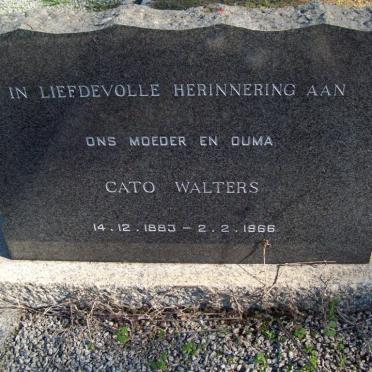 IN LIEFDEVOLLE HERINNERING AAN
ONS MOEDER EN OUMA
CATO WALTERS
14.12.1883 - 2.2.1966